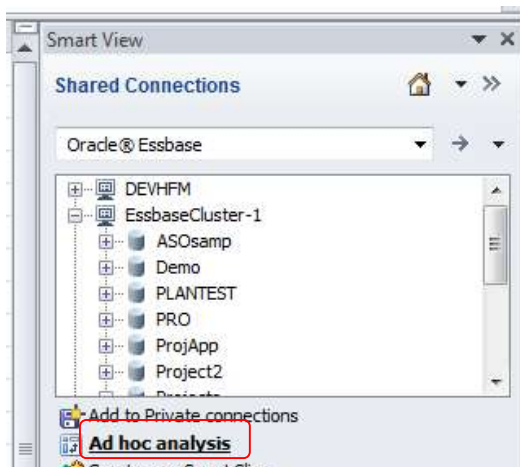 Smart View
Shared Connections
Oracle® Essbase
DEVHFM
EssbaseCluster-1
ASOsamp
Demo
PLANTEST
PRO
ProjApp
Project2
Add to Private connections
Ad hoc analysis